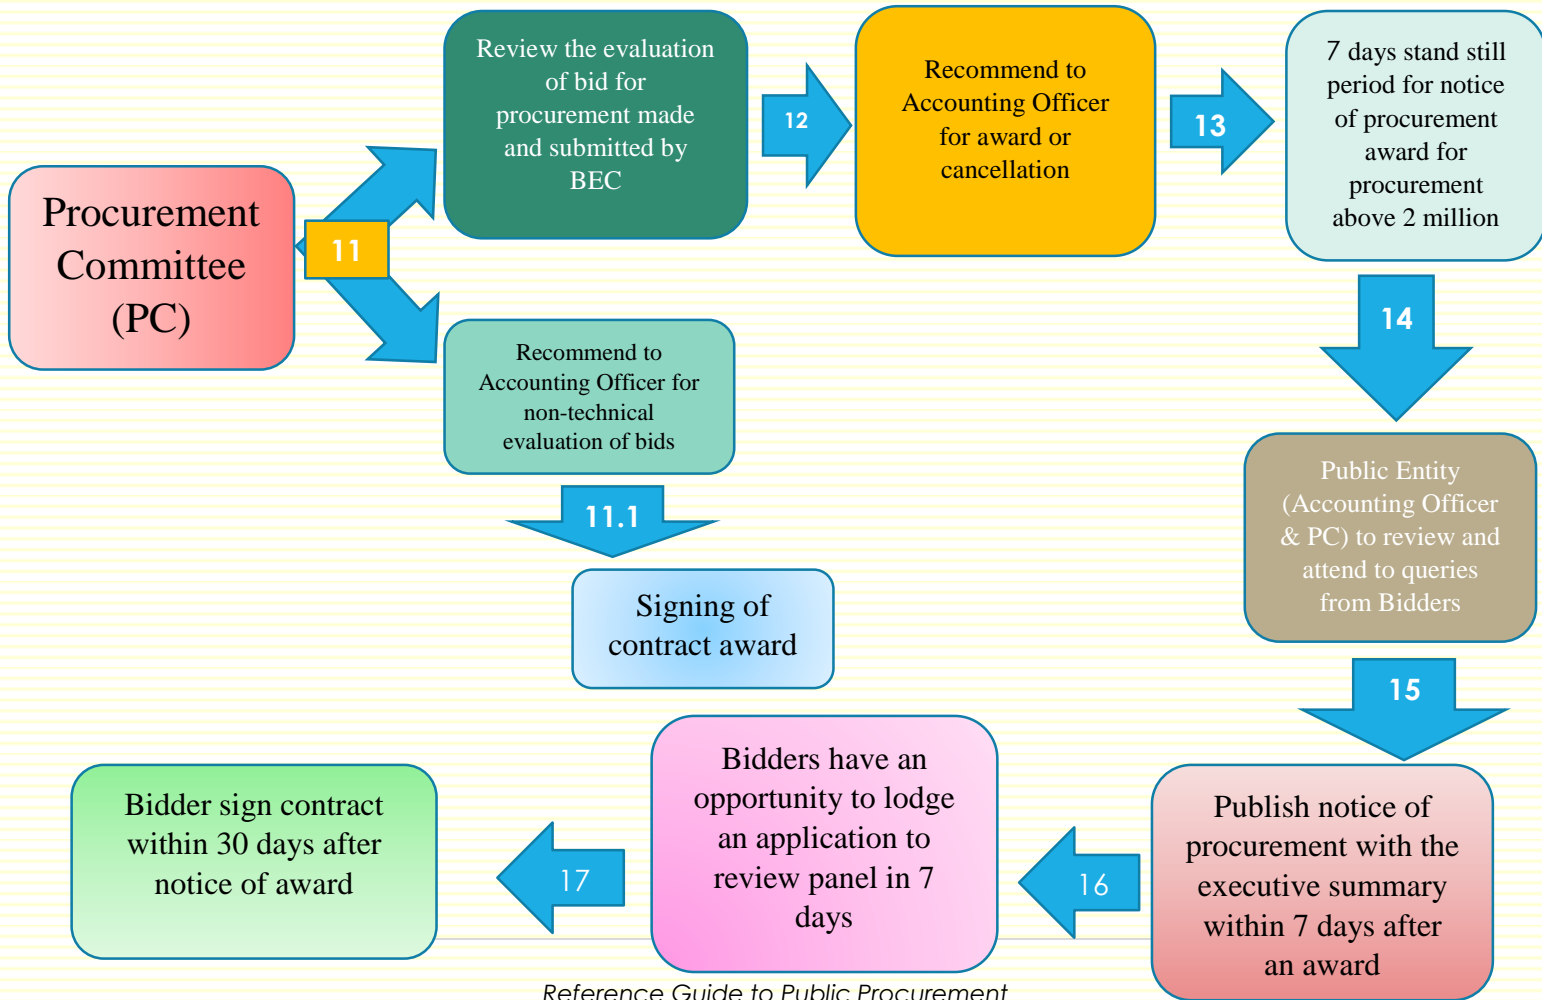 Procurement
Committee
(PC)
11
Review the evaluation
of bid for
procurement made
and submitted by
BEC
12
Recommend to
Accounting Officer
for award or
cancellation
13
7 days stand still
period for notice
of procurement
award for
procurement
above 2 million
14
Recommend to
Accounting Officer for
non-technical
evaluation of bids
11.1
Signing of
contract award
Public Entity
(Accounting Officer
& PC) to review and
attend to queries
from Bidders
15
Publish notice of
procurement with the
executive summary
within 7 days after
an award
16
Bidders have an
opportunity to lodge
an application to
review panel in 7
days
17
Bidder sign contract
within 30 days after
notice of award
Reference Guide to Public Procurement